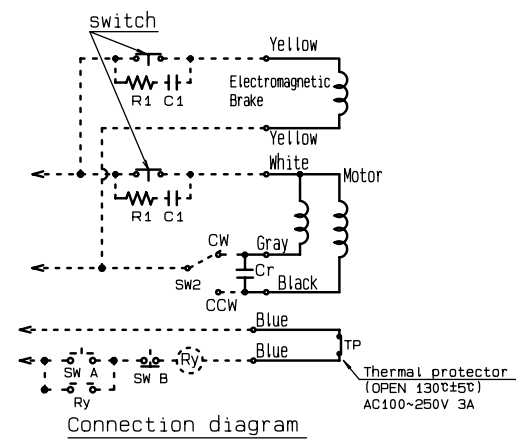 switch
Yellow
R1 C1
Electromagnetic
Brake
Yellow
White
Motor
R1 C1
CW
Gray
Cr
SW2
Black
CCW
Blue
TP
Blue
Ry
SW A
SW B
Ry
Thermal protector
(OPEN 130℃±5℃)
AC100~250V 3A
Connection diagram